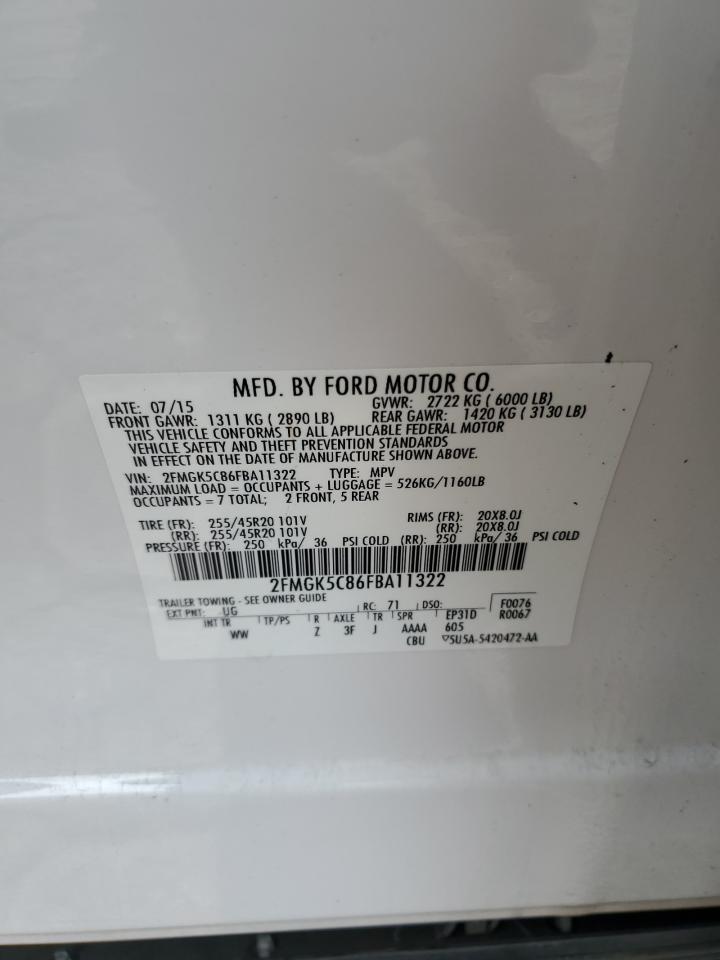 MFD. BY FORD MOTOR CO.
DATE: 07/15 GVWR: 2722 KG ( 6000 LB)
FRONT GAWR: 1311 KG ( 2890 LB) REAR GAWR: 1420 KG ( 3130 LB)
THIS VEHICLE CONFORMS TO ALL APPLICABLE FEDERAL MOTOR
VEHICLE SAFETY AND THEFT PREVENTION STANDARDS
IN EFFECT ON THE DATE OF MANUFACTURE SHOWN ABOVE.
VIN: 2FMGK5C86FBA11322 TYPE: MPV
MAXIMUM LOAD = OCCUPANTS + LUGGAGE = 526KG/1160LB
OCCUPANTS = 7 TOTAL; 2 FRONT, 5 REAR
TIRE (FR): 255/45R20 101V RIMS (FR): 20X8.0J
(RR): 255/45R20 101V (RR): 20X8.0J
PRESSURE (FR): 250 kPa/ 36 PSI COLD (RR): 250 kPa/ 36 PSI COLD
2FMGK5C86FBA11322
TRAILER TOWING - SEE OWNER GUIDE
EXT PNT: UG RC: 71 DSO: F0076
INT TR TP/PS R AXLE TR SPR EP31D R0067
WW Z 3F J AAAA 605
CBU ▽5U5A-5420472-AA